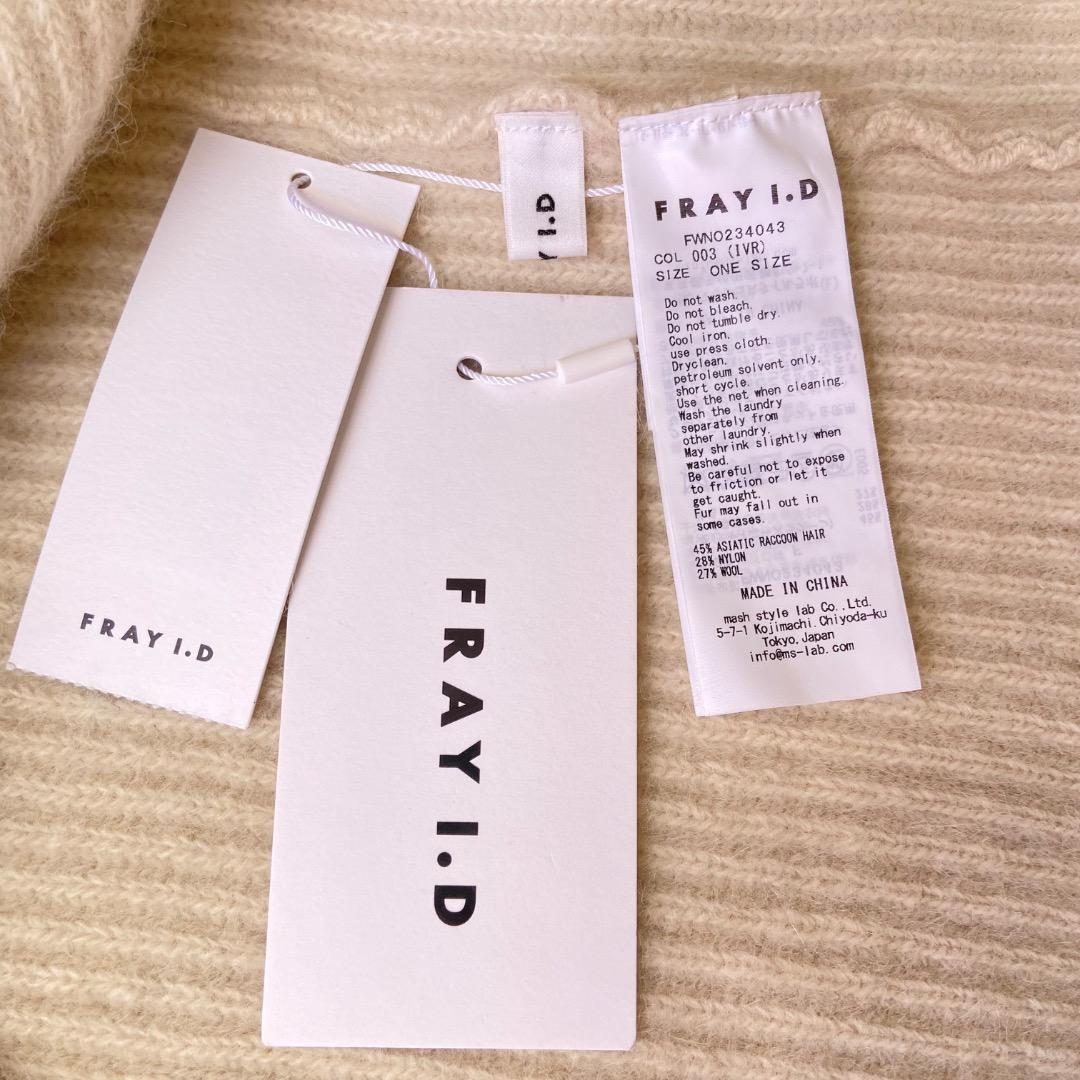 FRAY I.D
FRAY I.D
Y I.D
FRAY I.D
FWNO234043
COL 003 (IVR)
SIZE ONE SIZE
Do not wash.
Do not bleach.
Do not tumble dry.
Cool iron.
use press cloth.
Dryclean.
petroleum solvent only.
short cycle.
Use the net when cleaning.
Wash the laundry
separately from
other laundry.
May shrink slightly when
washed.
Be careful not to expose
to friction or let it
get caught.
Fur may fall out in
some cases.
45% ASIATIC RACCOON HAIR
28% NYLON
27% WOOL
MADE IN CHINA
mash style lab Co.,Ltd.
5-7-1 Kojimachi.Chiyoda-ku
Tokyo.Japan
info@ms-lab.com